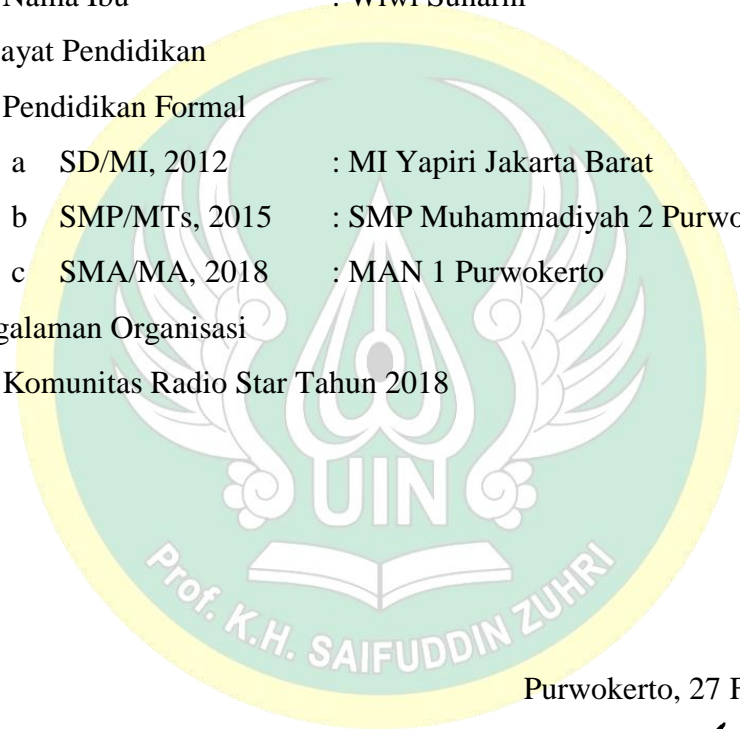 Nama Ibu : Wiwi
ayat Pendidikan
Pendidikan Formal
a SD/MI, 2012 : MI Yapiri Jakarta Barat
b SMP/MTs, 2015 : SMP Muhammadiyah 2 Purwo
c SMA/MA, 2018 : MAN 1 Purwokerto
galaman Organisasi
Komunitas Radio Star Tahun 2018
UIN
Prof. K.H. SAIFUDDIN ZUHRI
Purwokerto, 27 F